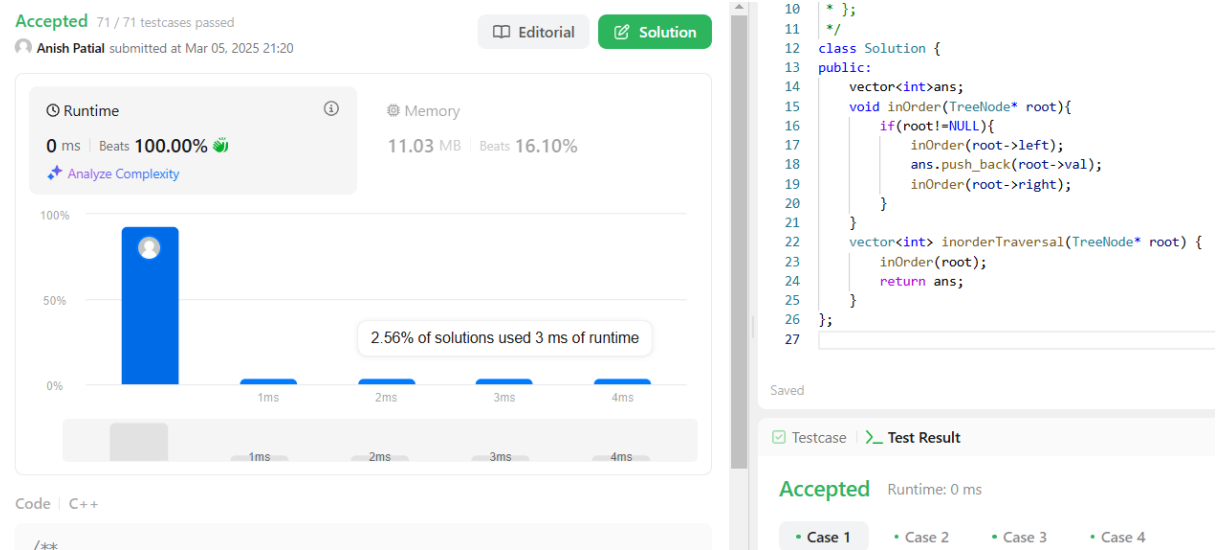 Accepted 71 / 71 testcases passed
Anish Patial submitted at Mar 05, 2025 21:20
Editorial
Solution
Runtime
0 ms Beats 100.00%
Analyze Complexity
Memory
11.03 MB Beats 16.10%
100%
50%
0%
2.56% of solutions used 3 ms of runtime
1ms 2ms 3ms 4ms
1ms 2ms 3ms 4ms
Code C++
/**
10 * };
11 */
12 class Solution {
13 public:
14 vector<int>ans;
15 void inOrder(TreeNode* root){
16 if(root!=NULL){
17 inOrder(root->left);
18 ans.push_back(root->val);
19 inOrder(root->right);
20 }
21 }
22 vector<int> inorderTraversal(TreeNode* root) {
23 inOrder(root);
24 return ans;
25 }
26 };
27
Saved
Testcase Test Result
Accepted Runtime: 0 ms
• Case 1 • Case 2 • Case 3 • Case 4